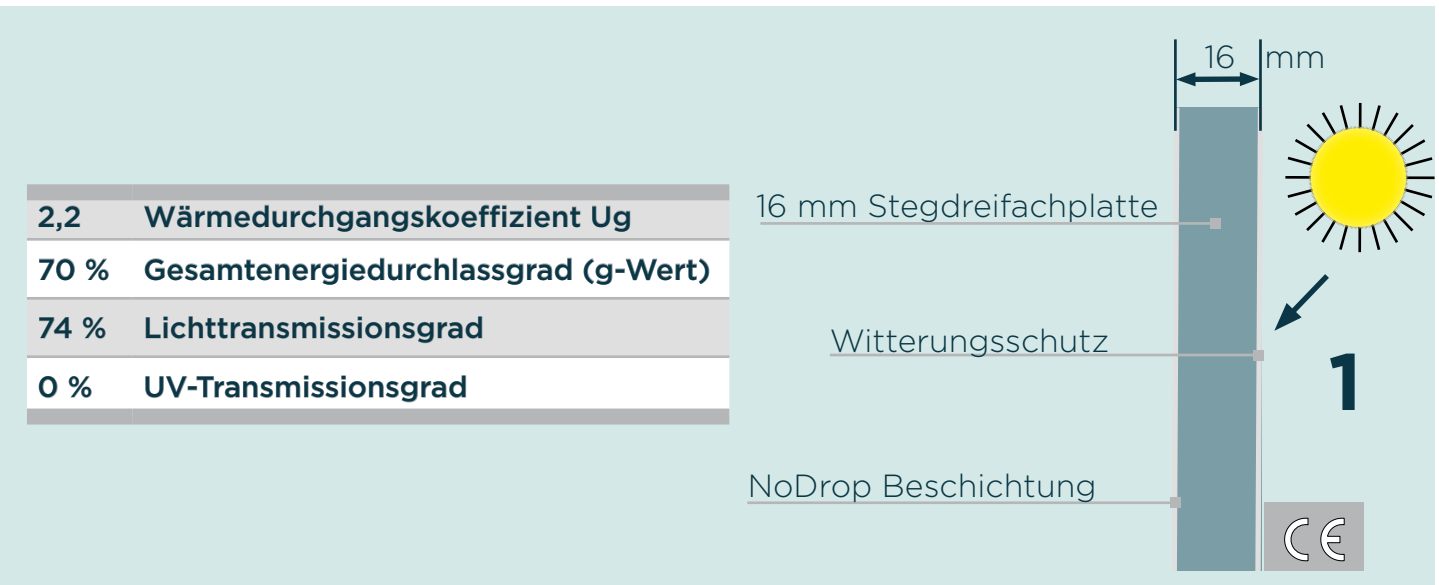 2,2 Wärmedurchgangskoeffizient Ug
70 % Gesamtenergiedurchlassgrad (g-Wert)
74 % Lichttransmissionsgrad
0 % UV-Transmissionsgrad
16 mm
16 mm Stegdreifachplatte
Witterungsschutz
1
NoDrop Beschichtung
CE